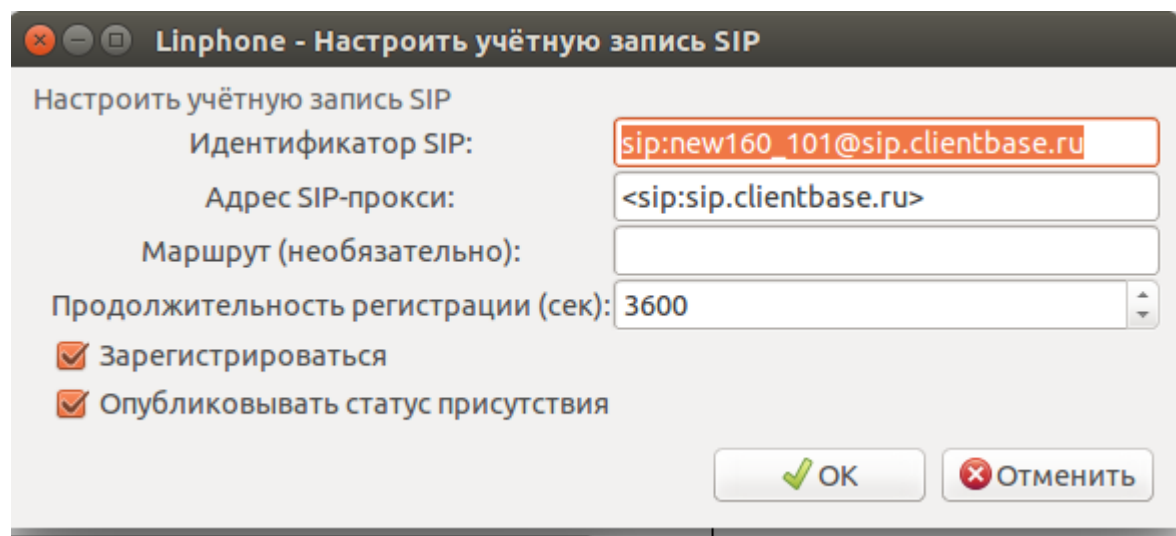 Linphone - Настроить учётную запись SIP
Настроить учётную запись SIP
Идентификатор SIP: sip:new160_101@sip.clientbase.ru
Адрес SIP-прокси: <sip:sip.clientbase.ru>
Маршрут (необязательно):
Продолжительность регистрации (сек): 3600
Зарегистрироваться
Опубликовывать статус присутствия
ОК Отменить